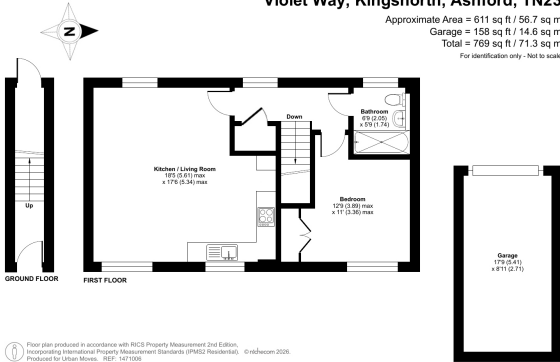 Violet Way, Kingsnorth, Ashford, TN23
Approximate Area = 611 sq ft / 56.7 sq m
Garage = 158 sq ft / 14.6 sq m
Total = 769 sq ft / 71.3 sq m
For identification only - Not to scale
N
Down
Bathroom
6'9 (2.05)
x 5'9 (1.74)
Kitchen / Living Room
18'5 (5.61) max
x 17'6 (5.34) max
Up
Bedroom
12'9 (3.89) max
x 11' (3.36) max
Garage
17'9 (5.41)
x 8'11 (2.71)
GROUND FLOOR
FIRST FLOOR
Floor plan produced in accordance with RICS Property Measurement 2nd Edition,
Incorporating International Property Measurement Standards (IPMS2 Residential). ©nichecom 2026.
Produced for Urban Moves. REF: 1471006